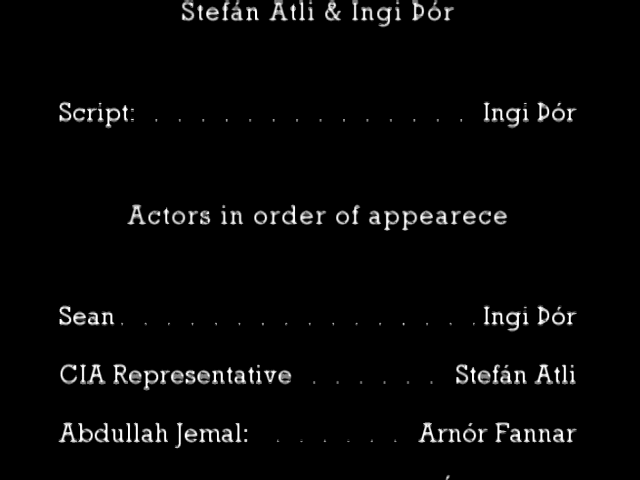 Stefán Atli & Ingi Þór
Script: . . . . . . . . . . . . . . Ingi Þór
Actors in order of appearece
Sean . . . . . . . . . . . . . . . . Ingi Þór
CIA Representative . . . . . . Stefán Atli
Abdullah Jemal: . . . . . . Arnór Fannar